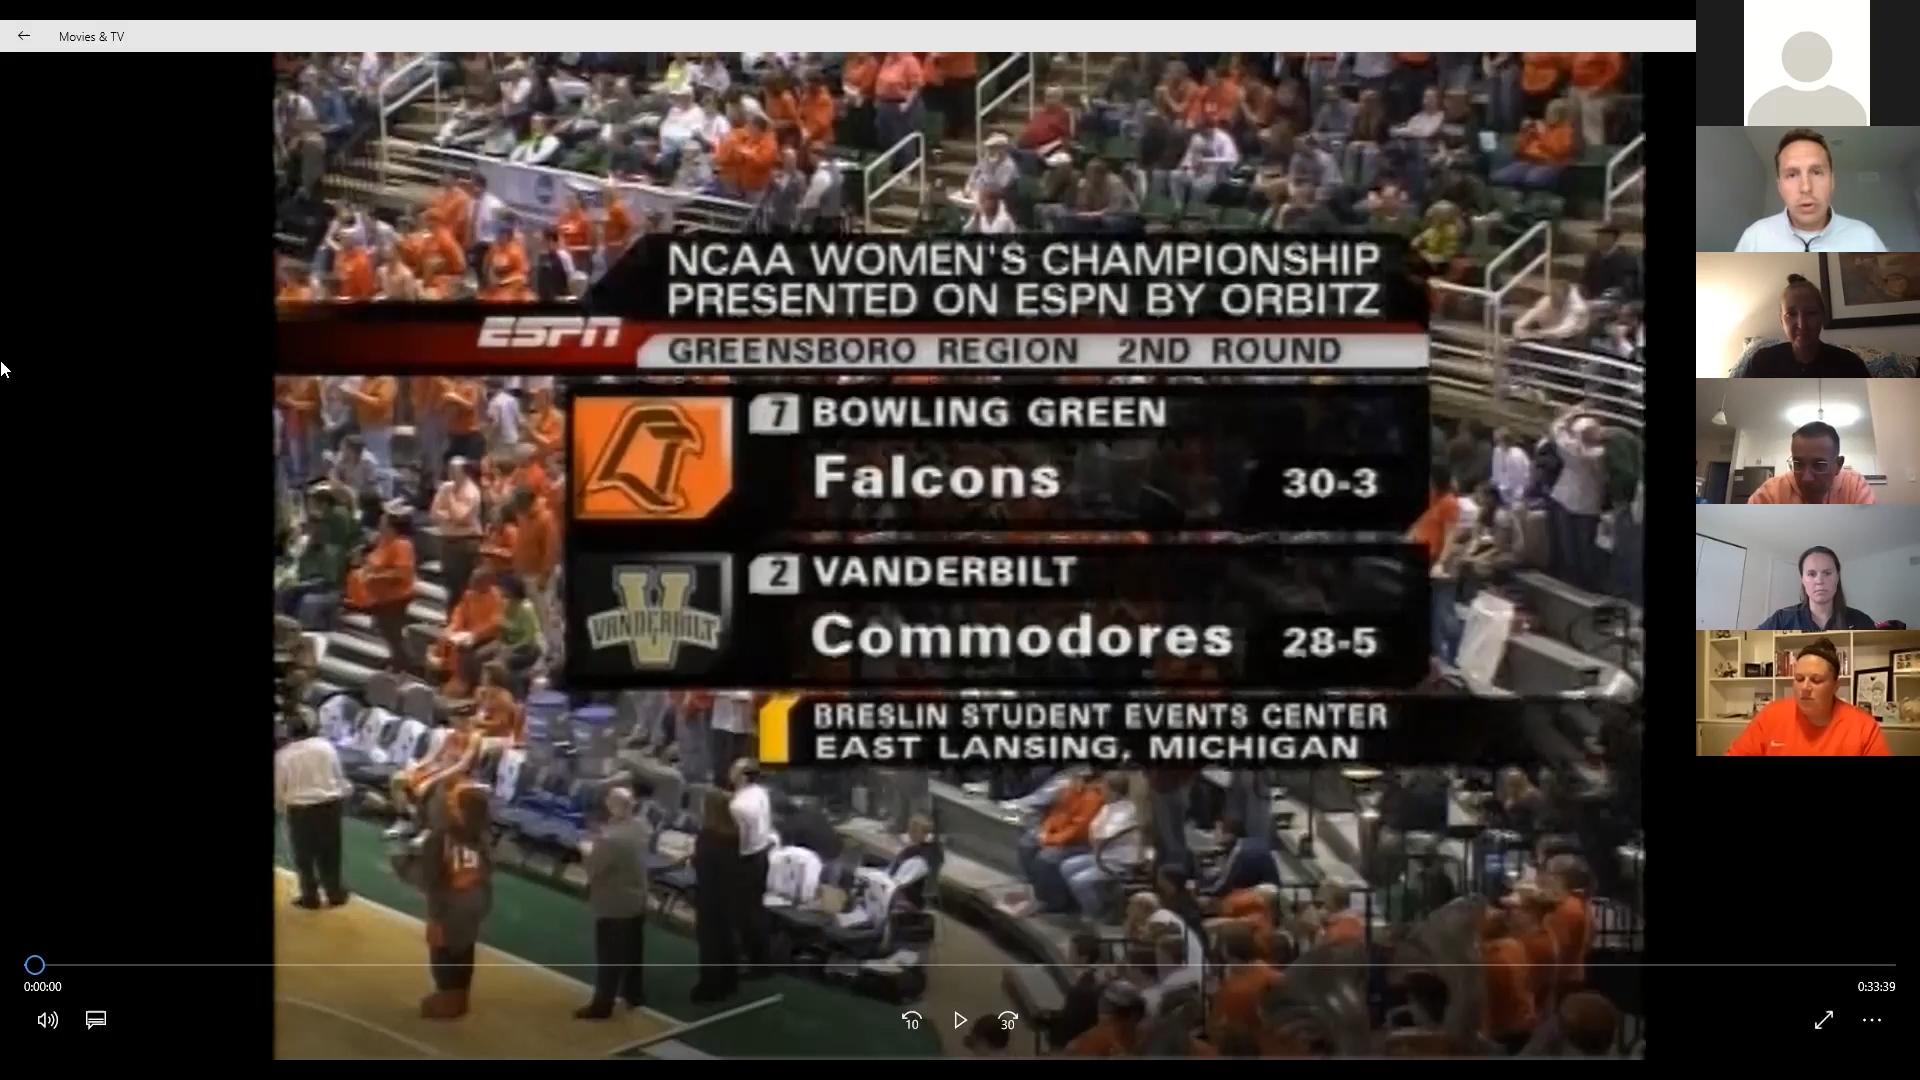 Movies & TV
NCAA WOMEN'S CHAMPIONSHIP
PRESENTED ON ESPN BY ORBITZ
ESPN
GREENSBORO REGION 2ND ROUND
7 BOWLING GREEN
Falcons 30-3
2 VANDERBILT
VANDERBILT
Commodores 28-5
BRESLIN STUDENT EVENTS CENTER
EAST LANSING, MICHIGAN
0:00:00
0:33:39
10
30